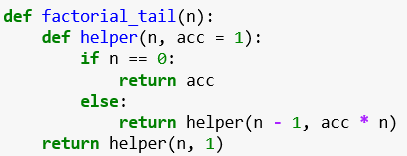 def factorial_tail(n):
    def helper(n, acc = 1):
        if n == 0:
            return acc
        else:
            return helper(n - 1, acc * n)
    return helper(n, 1)